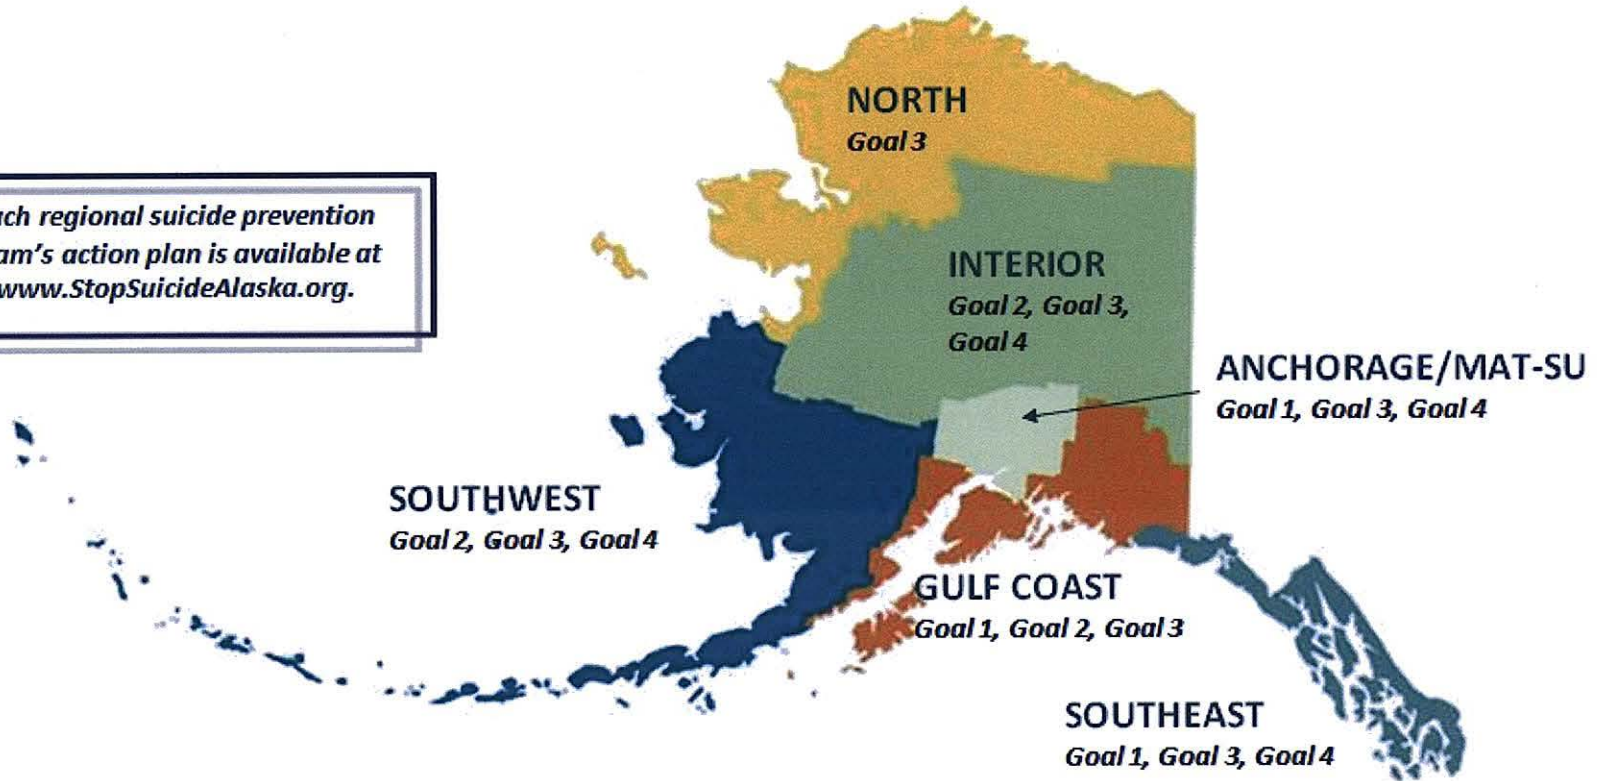 NORTH
Goal 3
ch regional suicide prevention
am's action plan is available at
www.StopSuicideAlaska.org.
INTERIOR
Goal 2, Goal 3,
Goal 4
ANCHORAGE/MAT-SU
Goal 1, Goal 3, Goal 4
SOUTHWEST
Goal 2, Goal 3, Goal 4
GULF COAST
Goal 1, Goal 2, Goal 3
SOUTHEAST
Goal 1, Goal 3, Goal 4